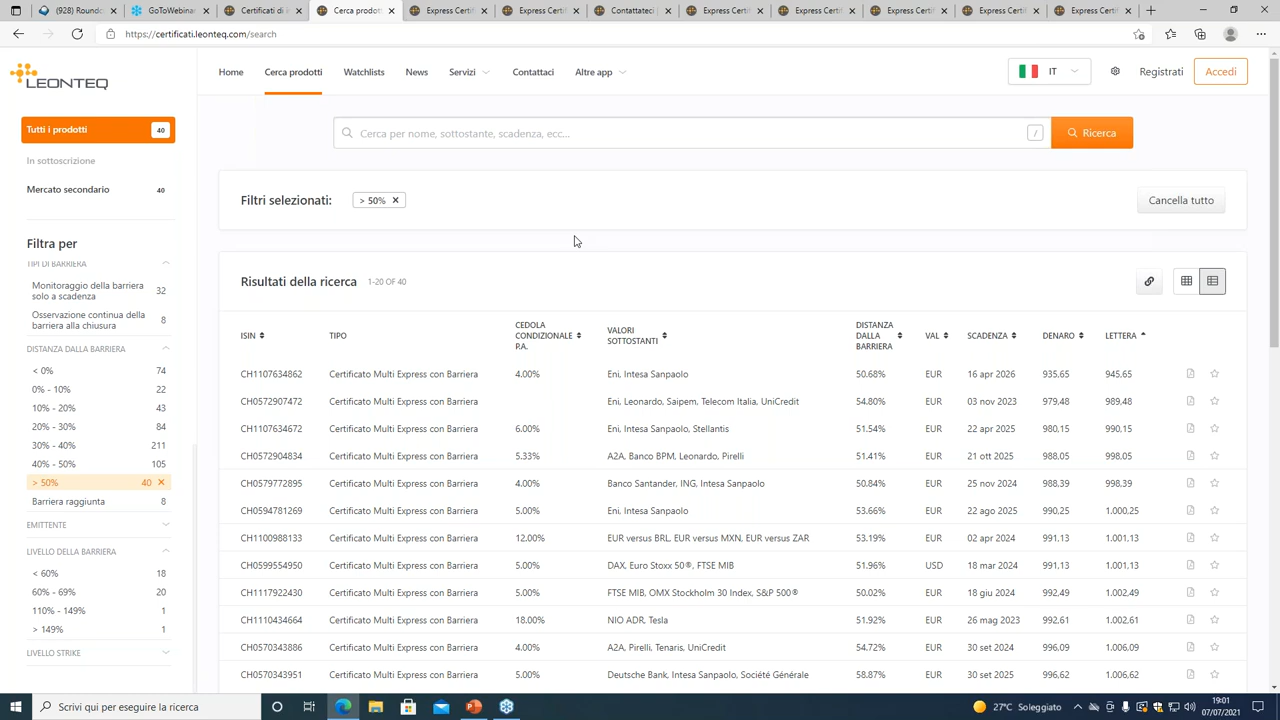 (928) Roundc
GoToWebinar
Certificati di i
Cerca prodott
Express Certif
Express Certif
Contattateci
Express Certif
Express Certif
Express Certif
Express Certif
Express Certif
https://certificati.leonteq.com/search
LEONTEQ
Home
Cerca prodotti
Watchlists
News
Servizi
Contattaci
Altre app
IT
Registrati
Accedi
Tutti i prodotti 40
In sottoscrizione
Mercato secondario 40
Filtra per
TIPI DI BARRIERA
Monitoraggio della barriera
solo a scadenza 32
Osservazione continua della
barriera alla chiusura 8
DISTANZA DALLA BARRIERA
< 0% 74
0% - 10% 22
10% - 20% 43
20% - 30% 84
30% - 40% 211
40% - 50% 105
> 50% 40 ✕
Barriera raggiunta 8
EMITTENTE
LIVELLO DELLA BARRIERA
< 60% 18
60% - 69% 20
110% - 149% 1
> 149% 1
LIVELLO STRIKE
Cerca per nome, sottostante, scadenza, ecc...
/
Ricerca
Filtri selezionati: > 50% ✕
Cancella tutto
Risultati della ricerca 1-20 OF 40
ISIN TIPO CEDOLA CONDIZIONALE P.A. VALORI SOTTOSTANTI DISTANZA DALLA BARRIERA VAL SCADENZA DENARO LETTERA
CH1107634862 Certificato Multi Express con Barriera 4.00% Eni, Intesa Sanpaolo 50.68% EUR 16 apr 2026 935,65 945,65
CH0572907472 Certificato Multi Express con Barriera Eni, Leonardo, Saipem, Telecom Italia, UniCredit 54.80% EUR 03 nov 2023 979,48 989,48
CH1107634672 Certificato Multi Express con Barriera 6.00% Eni, Intesa Sanpaolo, Stellantis 51.54% EUR 22 apr 2025 980,15 990,15
CH0572904834 Certificato Multi Express con Barriera 5.33% A2A, Banco BPM, Leonardo, Pirelli 51.41% EUR 21 ott 2025 988,05 998,05
CH0579772895 Certificato Multi Express con Barriera 4.00% Banco Santander, ING, Intesa Sanpaolo 50.84% EUR 25 nov 2024 988,39 998,39
CH0594781269 Certificato Multi Express con Barriera 5.00% Eni, Intesa Sanpaolo 53.66% EUR 22 ago 2025 990,25 1.000,25
CH1100988133 Certificato Multi Express con Barriera 12.00% EUR versus BRL, EUR versus MXN, EUR versus ZAR 53.19% EUR 02 apr 2024 991,13 1.001,13
CH0599554950 Certificato Multi Express con Barriera 5.00% DAX, Euro Stoxx 50®, FTSE MIB 51.96% USD 18 mar 2024 991,13 1.001,13
CH1117922430 Certificato Multi Express con Barriera 5.00% FTSE MIB, OMX Stockholm 30 Index, S&P 500® 50.02% EUR 18 giu 2024 992,49 1.002,49
CH1110434664 Certificato Multi Express con Barriera 18.00% NIO ADR, Tesla 51.92% EUR 26 mag 2023 992,61 1.002,61
CH0570343886 Certificato Multi Express con Barriera 4.00% A2A, Pirelli, Tenaris, UniCredit 54.72% EUR 30 set 2024 996,09 1.006,09
CH0570343951 Certificato Multi Express con Barriera 5.00% Deutsche Bank, Intesa Sanpaolo, Société Générale 58.87% EUR 30 set 2025 996,62 1.006,62
Scrivi qui per eseguire la ricerca
27°C Soleggiato
19:01
07/07/2021